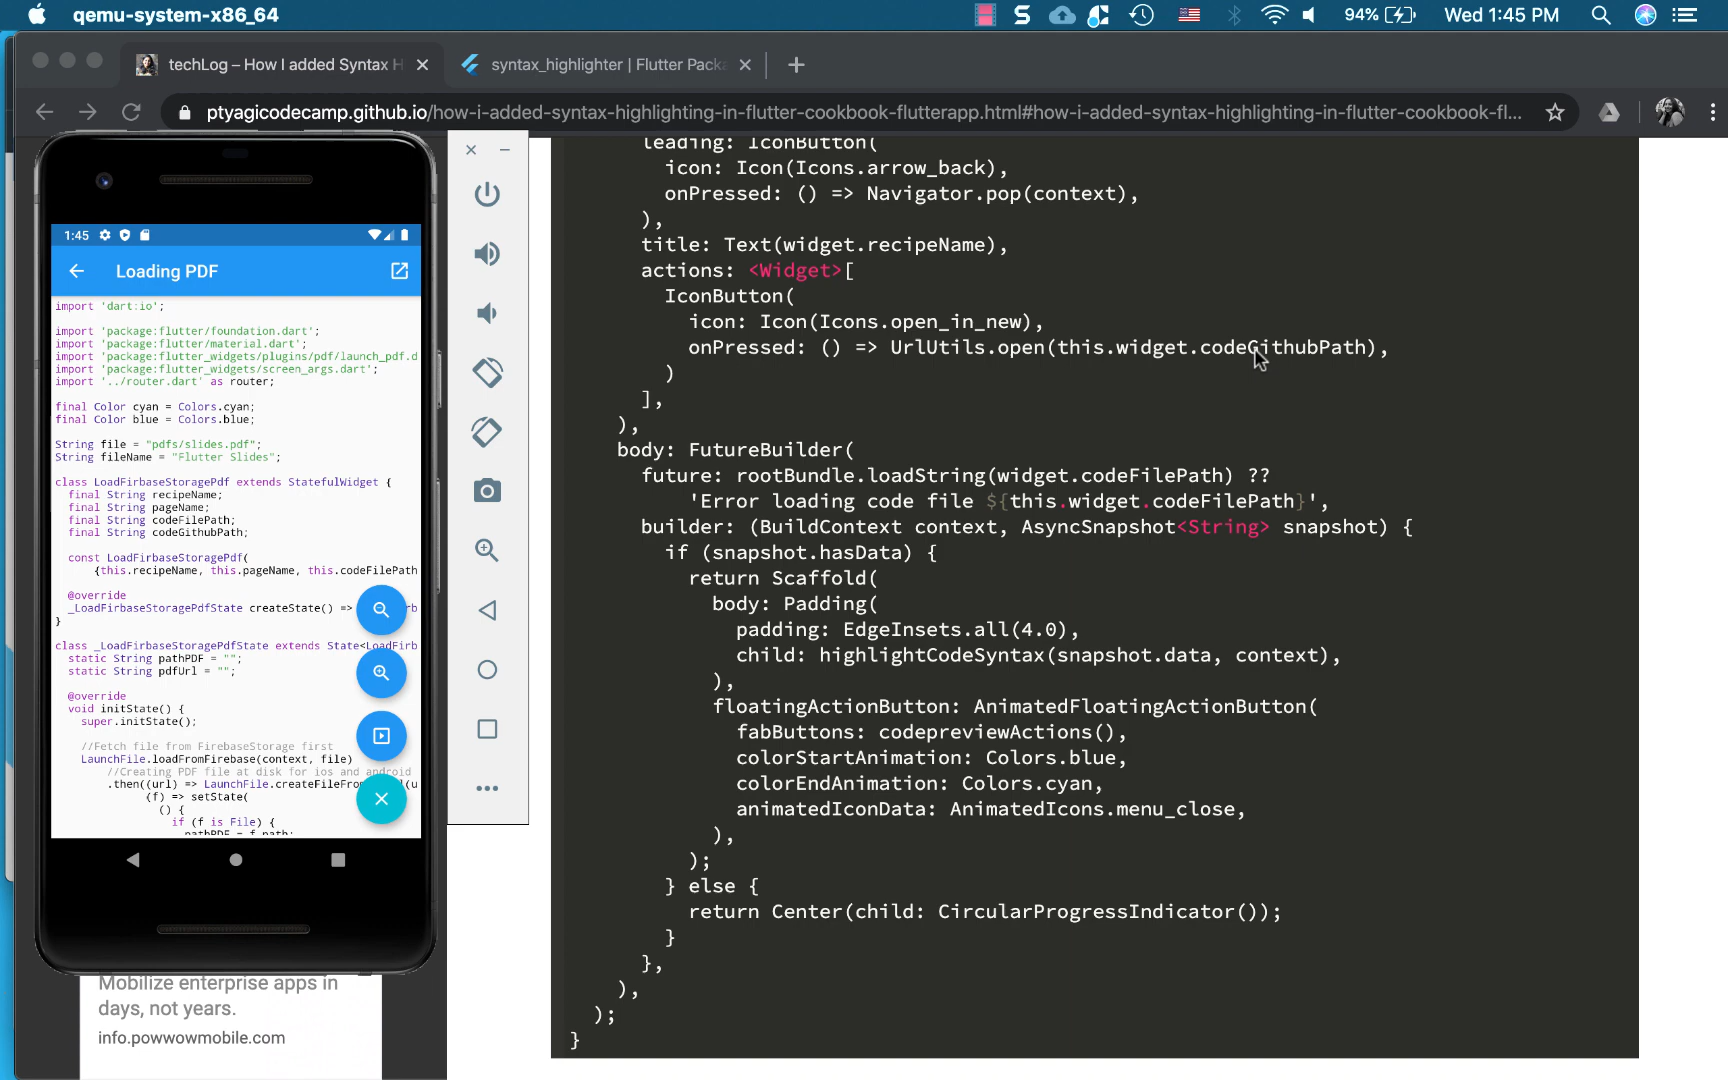 qemu-system-x86_64
94%
Wed 1:45 PM
techLog – How I added Syntax H
syntax_highlighter | Flutter Packa
ptyagicodecamp.github.io/how-i-added-syntax-highlighting-in-flutter-cookbook-flutterapp.html#how-i-added-syntax-highlighting-in-flutter-cookbook-fl...
1:45
Loading PDF
import 'dart:io';
import 'package:flutter/foundation.dart';
import 'package:flutter/material.dart';
import 'package:flutter_widgets/plugins/pdf/launch_pdf.d
import 'package:flutter_widgets/screen_args.dart';
import '../router.dart' as router;
final Color cyan = Colors.cyan;
final Color blue = Colors.blue;
String file = "pdfs/slides.pdf";
String fileName = "Flutter Slides";
class LoadFirbaseStoragePdf extends StatefulWidget {
final String recipeName;
final String pageName;
final String codeFilePath;
final String codeGithubPath;
const LoadFirbaseStoragePdf(
{this.recipeName, this.pageName, this.codeFilePath
@override
_LoadFirbaseStoragePdfState createState() =>
}
class _LoadFirbaseStoragePdfState extends State<LoadFirb
static String pathPDF = "";
static String pdfUrl = "";
@override
void initState() {
super.initState();
//Fetch file from FirebaseStorage first
LaunchFile.loadFromFirebase(context, file)
//Creating PDF file at disk for ios and android
.then((url) => LaunchFile.createFileFrom
(f) => setState(
() {
if (f is File) {
pathPDF = f.path;
leading: IconButton(
icon: Icon(Icons.arrow_back),
onPressed: () => Navigator.pop(context),
),
title: Text(widget.recipeName),
actions: <Widget>[
IconButton(
icon: Icon(Icons.open_in_new),
onPressed: () => UrlUtils.open(this.widget.codeGithubPath),
)
],
),
body: FutureBuilder(
future: rootBundle.loadString(widget.codeFilePath) ??
'Error loading code file ${this.widget.codeFilePath}',
builder: (BuildContext context, AsyncSnapshot<String> snapshot) {
if (snapshot.hasData) {
return Scaffold(
body: Padding(
padding: EdgeInsets.all(4.0),
child: highlightCodeSyntax(snapshot.data, context),
),
floatingActionButton: AnimatedFloatingActionButton(
fabButtons: codepreviewActions(),
colorStartAnimation: Colors.blue,
colorEndAnimation: Colors.cyan,
animatedIconData: AnimatedIcons.menu_close,
),
);
} else {
return Center(child: CircularProgressIndicator());
}
},
),
);
}
Mobilize enterprise apps in
days, not years.
info.powwowmobile.com